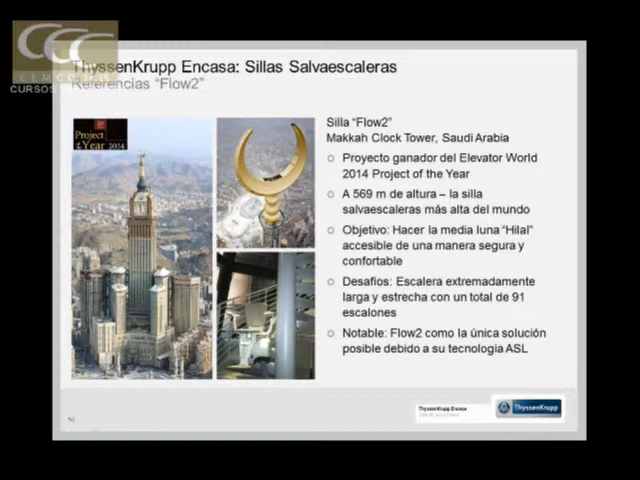 CCC
CURSOS
ThyssenKrupp Encasa: Sillas Salvaescaleras
Referencias "Flow2"
Project
of the Year 2014
Silla "Flow2"
Makkah Clock Tower, Saudi Arabia
Proyecto ganador del Elevator World
2014 Project of the Year
A 569 m de altura – la silla
salvaescaleras más alta del mundo
Objetivo: Hacer la media luna "Hilal"
accesible de una manera segura y
confortable
Desafíos: Escalera extremadamente
larga y estrecha con un total de 91
escalones
Notable: Flow2 como la única solución
posible debido a su tecnología ASL
ThyssenKrupp Encasa
ThyssenKrupp